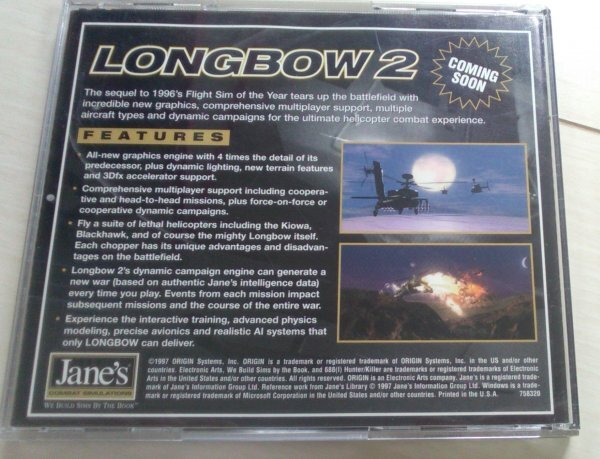 LONGBOW 2
COMING
SOON
The sequel to 1996's Flight Sim of the Year tears up the battlefield with
incredible new graphics, comprehensive multiplayer support, multiple
aircraft types and dynamic campaigns for the ultimate helicopter combat experience.
FEATURES
• All-new graphics engine with 4 times the detail of its
predecessor, plus dynamic lighting, new terrain features
and 3Dfx accelerator support.
• Comprehensive multiplayer support including coopera-
tive and head-to-head missions, plus force-on-force or
cooperative dynamic campaigns.
• Fly a suite of lethal helicopters including the Kiowa,
Blackhawk, and of course the mighty Longbow itself.
Each chopper has its unique advantages and disadvan-
tages on the battlefield.
• Longbow 2's dynamic campaign engine can generate a
new war (based on authentic Jane's intelligence data)
every time you play. Events from each mission impact
subsequent missions and the course of the entire war.
• Experience the interactive training, advanced physics
modeling, precise avionics and realistic AI systems that
only LONGBOW can deliver.
Jane's
COMBAT SIMULATIONS
WE BUILD SIMS BY THE BOOK™
©1997 ORIGIN Systems, Inc. ORIGIN is a trademark or registered trademark of ORIGIN Systems, Inc. in the US and/or other
countries. Electronic Arts, We Build Sims by the Book, and 688(I) Hunter/Killer are trademarks or registered trademarks of Electronic
Arts in the United States and/or other countries. All rights reserved. ORIGIN is an Electronic Arts company. Jane's is a registered trade-
mark of Jane's Information Group Ltd. Reference work from Jane's Library © 1997 Jane's Information Group Ltd. Windows is a trade-
mark or registered trademark of Microsoft Corporation in the United States and/or other countries. Printed in the U.S.A. 758320